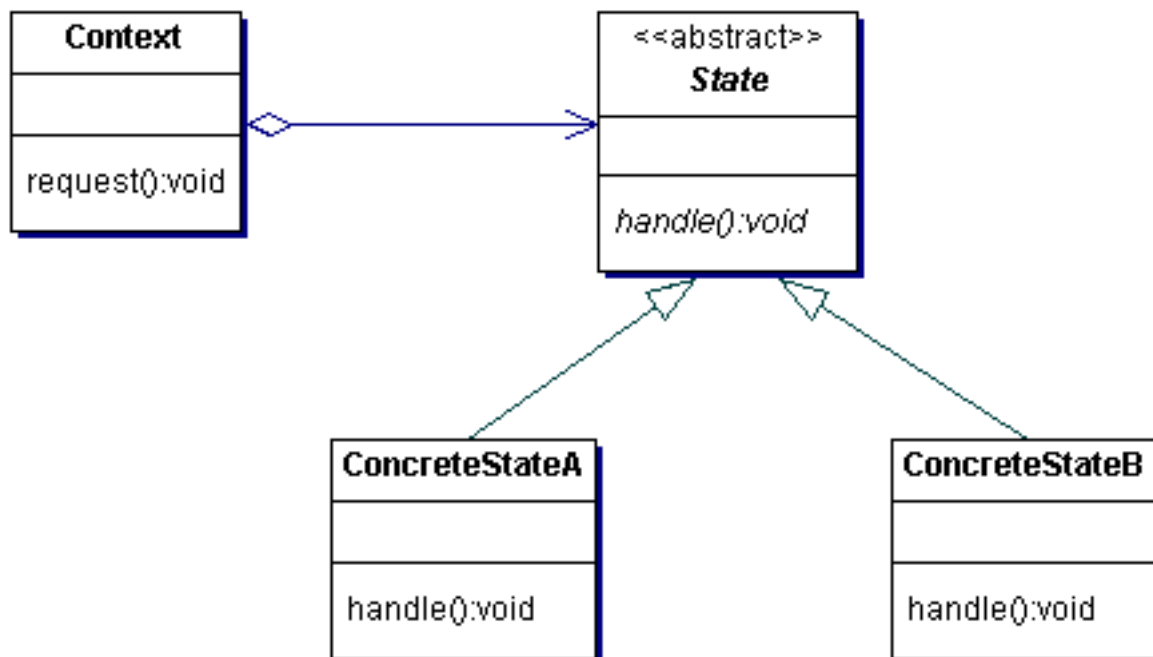 Context
request():void
<<abstract>>
State
handle():void
ConcreteStateA
handle():void
ConcreteStateB
handle():void